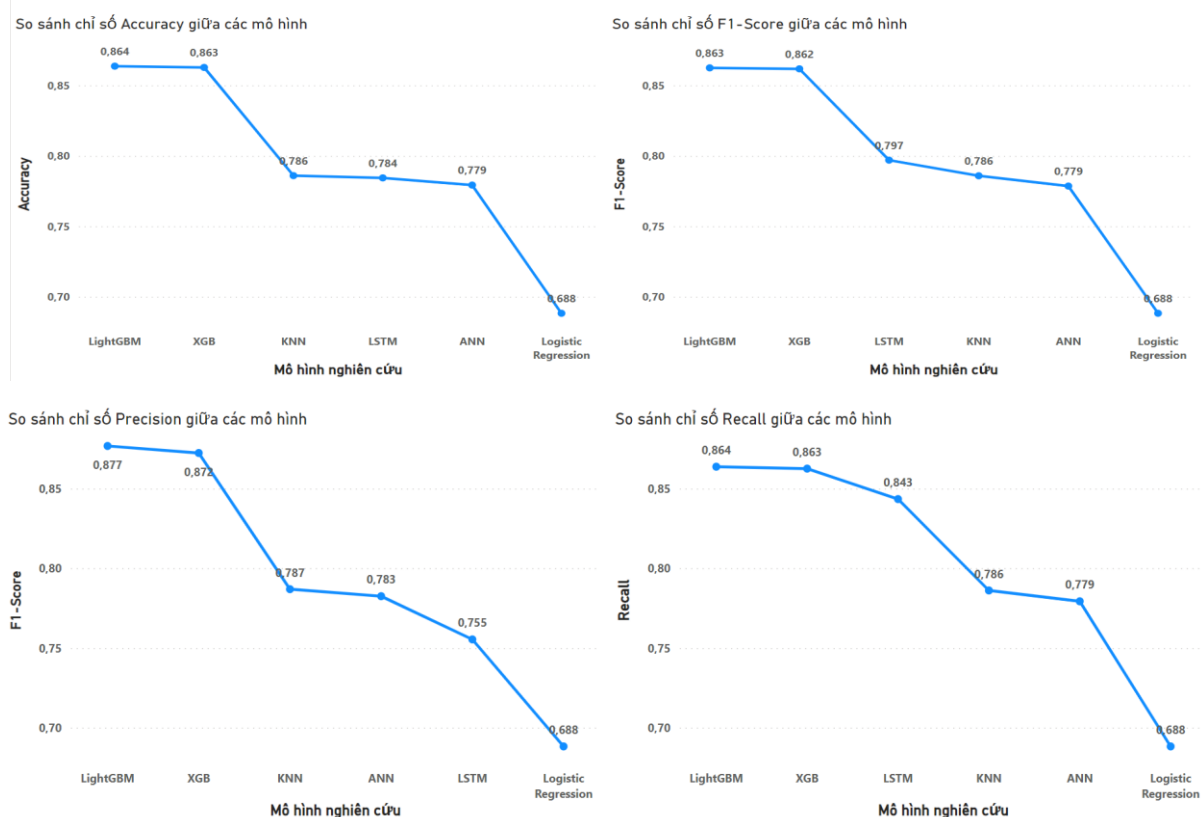 So sánh chỉ số Accuracy giữa các mô hình
0,864
0,863
0,85
0,80
0,786
0,784
0,779
0,75
0,70
0,688
Accuracy
LightGBM
XGB
KNN
LSTM
ANN
Logistic
Regression
Mô hình nghiên cứu
So sánh chỉ số F1-Score giữa các mô hình
0,863
0,862
0,85
0,80
0,797
0,786
0,779
0,75
0,70
0,688
F1-Score
LightGBM
XGB
LSTM
KNN
ANN
Logistic
Regression
Mô hình nghiên cứu
So sánh chỉ số Precision giữa các mô hình
0,877
0,872
0,85
0,80
0,787
0,783
0,755
0,75
0,70
0,688
F1-Score
LightGBM
XGB
KNN
ANN
LSTM
Logistic
Regression
Mô hình nghiên cứu
So sánh chỉ số Recall giữa các mô hình
0,864
0,863
0,843
0,85
0,80
0,786
0,779
0,75
0,70
0,688
Recall
LightGBM
XGB
LSTM
KNN
ANN
Logistic
Regression
Mô hình nghiên cứu